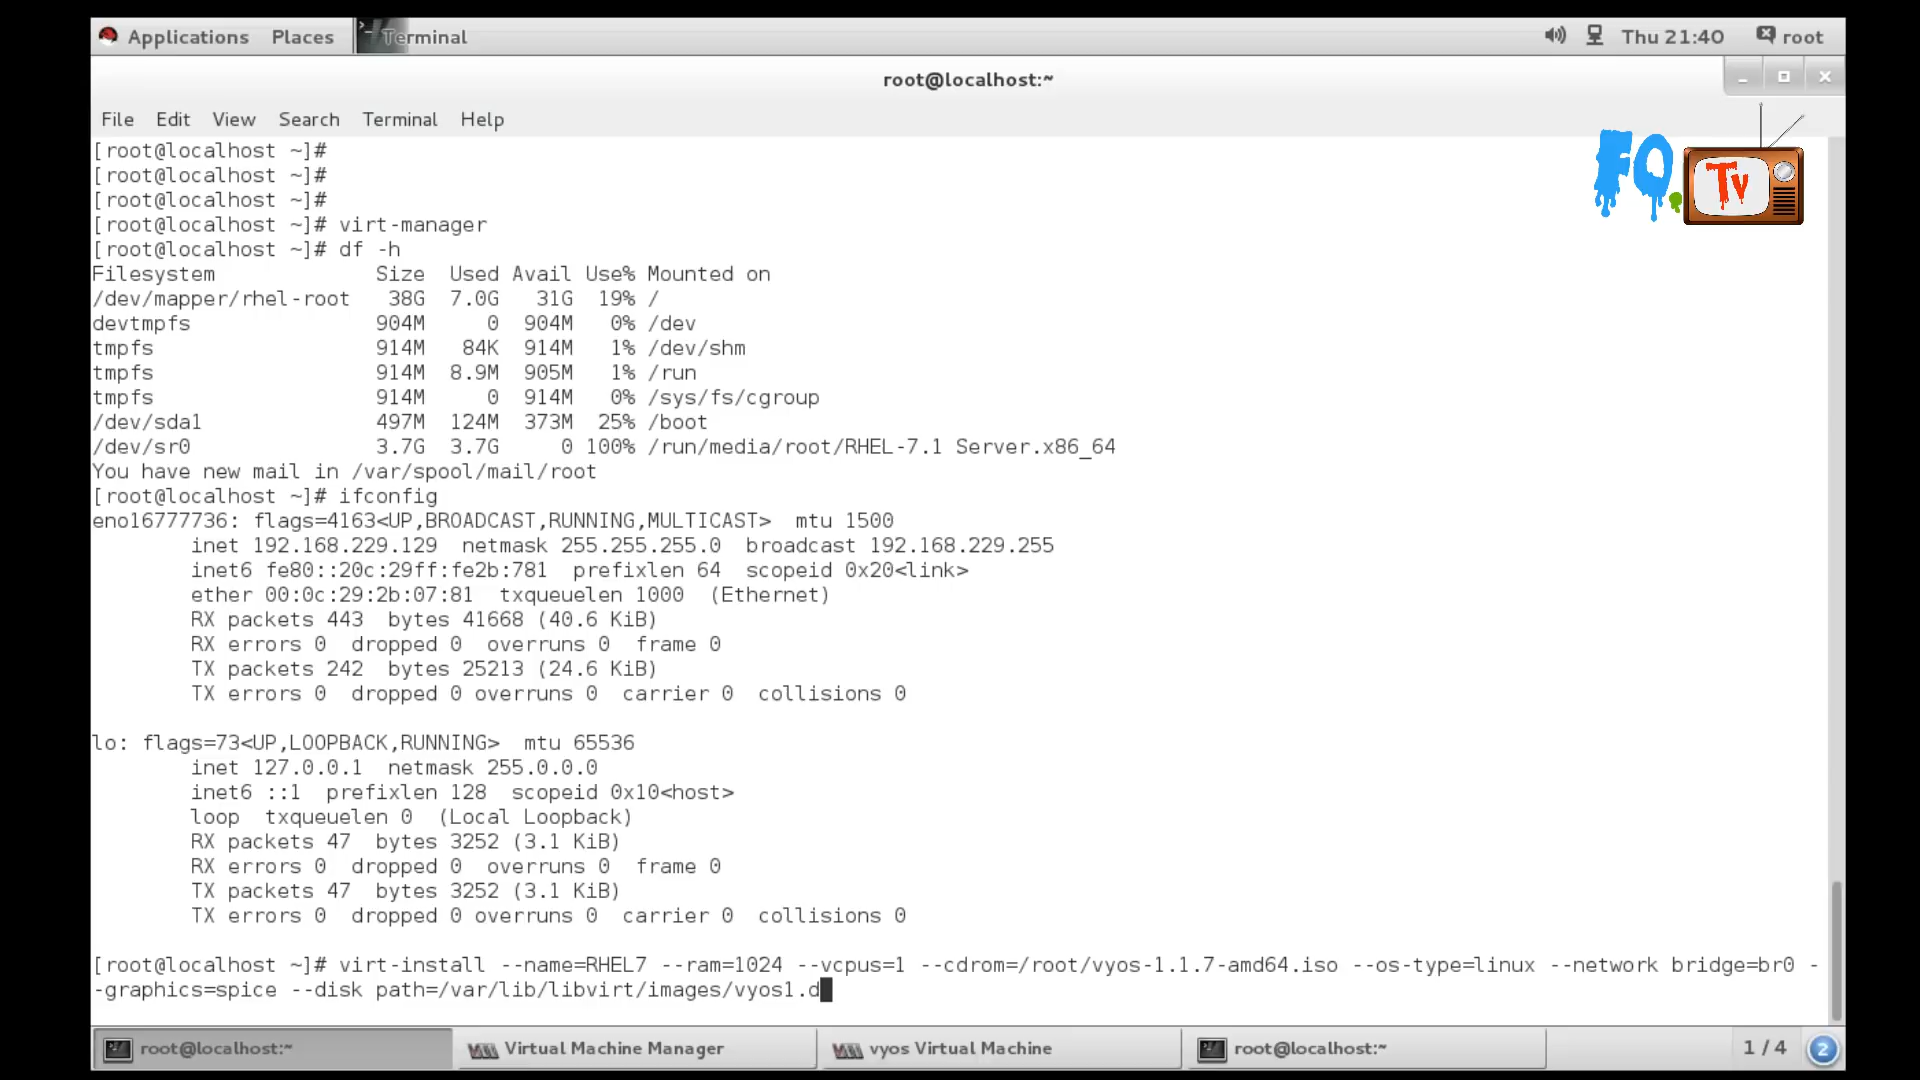 Applications Places Terminal Thu 21:40 root
root@localhost:~
File Edit View Search Terminal Help
FQ.Tv
[root@localhost ~]#
[root@localhost ~]#
[root@localhost ~]#
[root@localhost ~]# virt-manager
[root@localhost ~]# df -h
Filesystem Size Used Avail Use% Mounted on
/dev/mapper/rhel-root 38G 7.0G 31G 19% /
devtmpfs 904M 0 904M 0% /dev
tmpfs 914M 84K 914M 1% /dev/shm
tmpfs 914M 8.9M 905M 1% /run
tmpfs 914M 0 914M 0% /sys/fs/cgroup
/dev/sda1 497M 124M 373M 25% /boot
/dev/sr0 3.7G 3.7G 0 100% /run/media/root/RHEL-7.1 Server.x86_64
You have new mail in /var/spool/mail/root
[root@localhost ~]# ifconfig
eno16777736: flags=4163<UP,BROADCAST,RUNNING,MULTICAST> mtu 1500
inet 192.168.229.129 netmask 255.255.255.0 broadcast 192.168.229.255
inet6 fe80::20c:29ff:fe2b:781 prefixlen 64 scopeid 0x20<link>
ether 00:0c:29:2b:07:81 txqueuelen 1000 (Ethernet)
RX packets 443 bytes 41668 (40.6 KiB)
RX errors 0 dropped 0 overruns 0 frame 0
TX packets 242 bytes 25213 (24.6 KiB)
TX errors 0 dropped 0 overruns 0 carrier 0 collisions 0
lo: flags=73<UP,LOOPBACK,RUNNING> mtu 65536
inet 127.0.0.1 netmask 255.0.0.0
inet6 ::1 prefixlen 128 scopeid 0x10<host>
loop txqueuelen 0 (Local Loopback)
RX packets 47 bytes 3252 (3.1 KiB)
RX errors 0 dropped 0 overruns 0 frame 0
TX packets 47 bytes 3252 (3.1 KiB)
TX errors 0 dropped 0 overruns 0 carrier 0 collisions 0
[root@localhost ~]# virt-install --name=RHEL7 --ram=1024 --vcpus=1 --cdrom=/root/vyos-1.1.7-amd64.iso --os-type=linux --network bridge=br0 -
-graphics=spice --disk path=/var/lib/libvirt/images/vyos1.d
root@localhost:~ Virtual Machine Manager vyos Virtual Machine root@localhost:~ 1 / 4 2